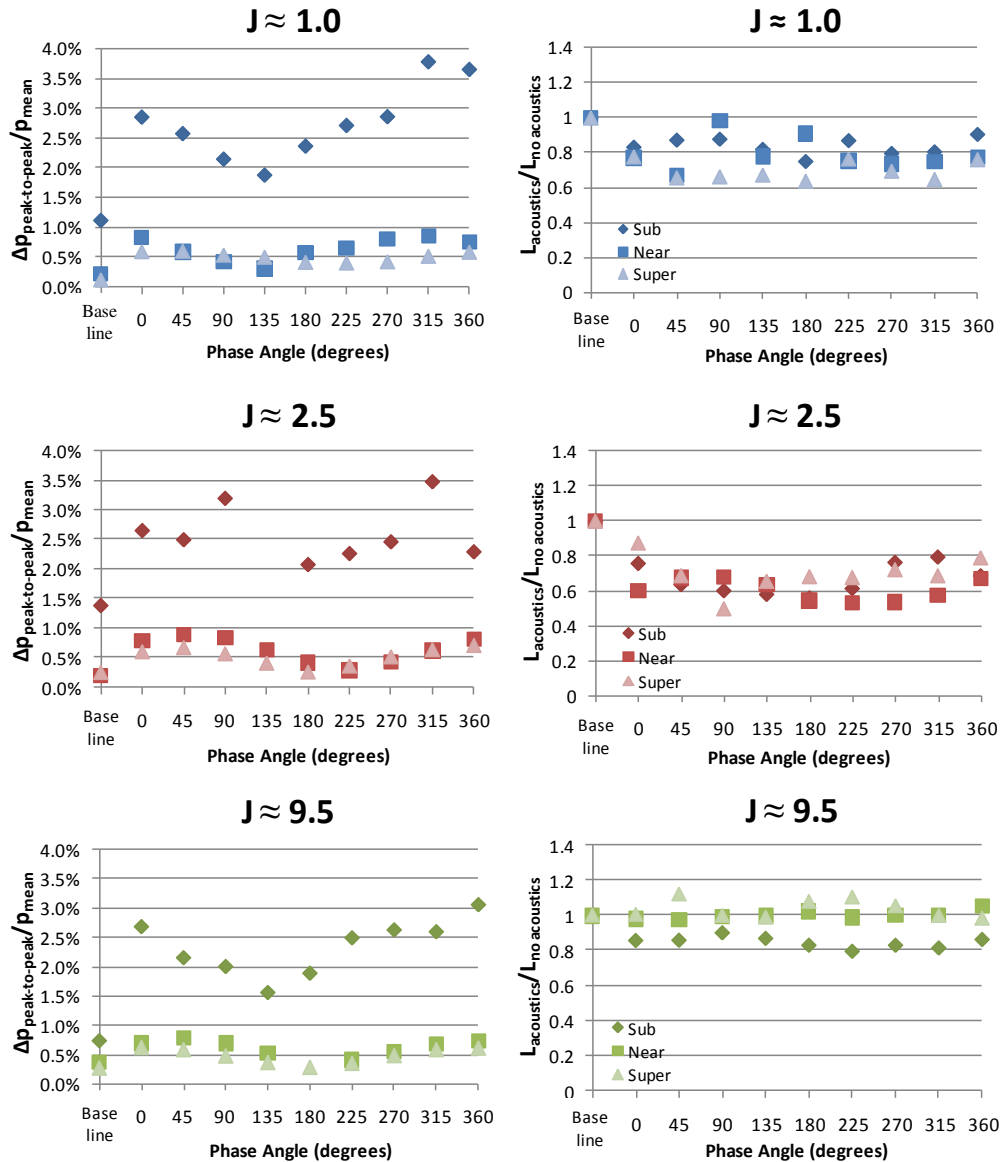 J ≈ 1.0
4.0%
3.5%
3.0%
2.5%
2.0%
1.5%
1.0%
0.5%
0.0%
Δp peak-to-peak/p mean
Base line 0 45 90 135 180 225 270 315 360
Phase Angle (degrees)
J ≈ 1.0
1.4
1.2
1
0.8
0.6
0.4
0.2
0
L acoustics/L no acoustics
Sub
Near
Super
Base line 0 45 90 135 180 225 270 315 360
Phase Angle (degrees)
J ≈ 2.5
4.0%
3.5%
3.0%
2.5%
2.0%
1.5%
1.0%
0.5%
0.0%
Δp peak-to-peak/p mean
Base line 0 45 90 135 180 225 270 315 360
Phase Angle (degrees)
J ≈ 2.5
1.4
1.2
1
0.8
0.6
0.4
0.2
0
L acoustics/L no acoustics
Sub
Near
Super
Base line 0 45 90 135 180 225 270 315 360
Phase Angle (degrees)
J ≈ 9.5
4.0%
3.5%
3.0%
2.5%
2.0%
1.5%
1.0%
0.5%
0.0%
Δp peak-to-peak/p mean
Base line 0 45 90 135 180 225 270 315 360
Phase Angle (degrees)
J ≈ 9.5
1.4
1.2
1
0.8
0.6
0.4
0.2
0
L acoustics/L no acoustics
Sub
Near
Super
Base line 0 45 90 135 180 225 270 315 360
Phase Angle (degrees)